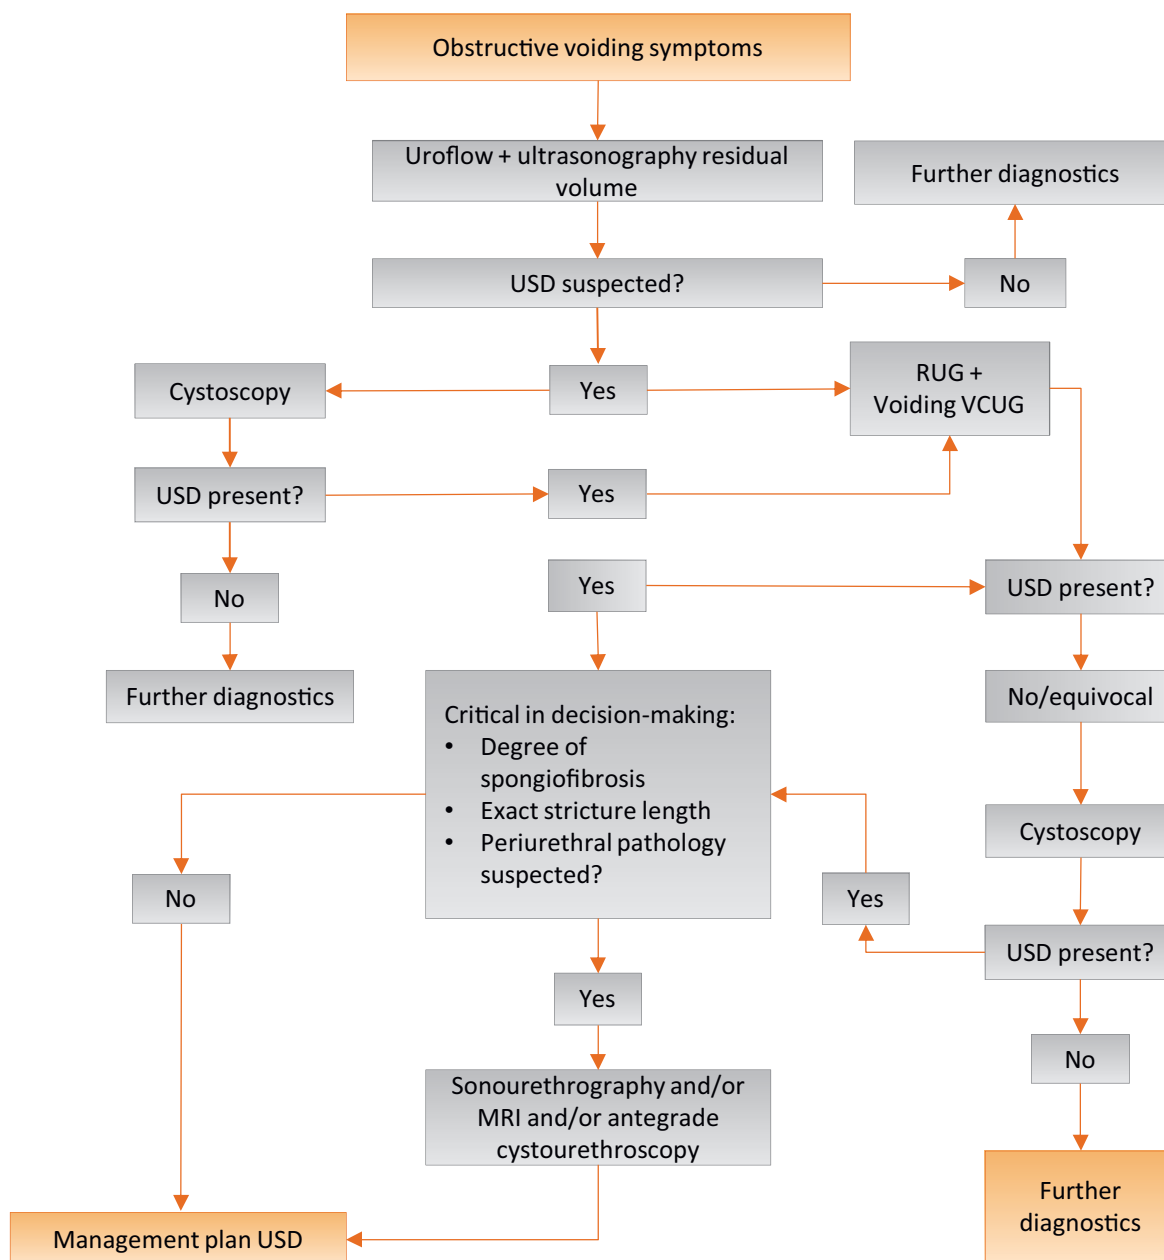 Obstructive voiding symptoms
Uroflow + ultrasonography residual
volume
Further diagnostics
USD suspected?
No
Cystoscopy
Yes
RUG +
Voiding VCUG
USD present?
Yes
No
Yes
USD present?
Further diagnostics
Critical in decision-making:
• Degree of
spongiofibrosis
• Exact stricture length
• Periurethral pathology
suspected?
No/equivocal
Cystoscopy
No
Yes
USD present?
Yes
No
Sonourethrography and/or
MRI and/or antegrade
cystourethroscopy
Further
diagnostics
Management plan USD